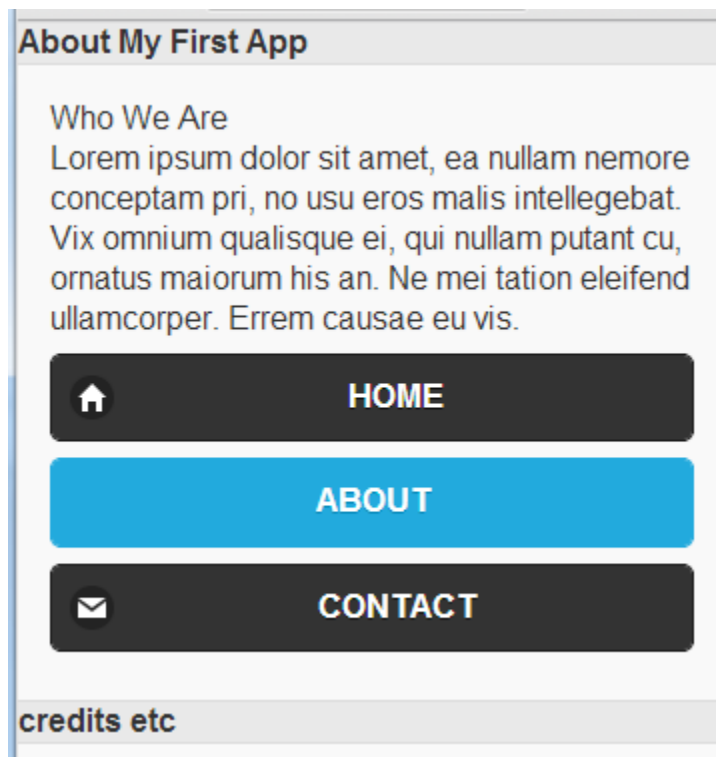 About My First App
Who We Are
Lorem ipsum dolor sit amet, ea nullam nemore
conceptam pri, no usu eros malis intellegebat.
Vix omnium qualisque ei, qui nullam putant cu,
ornatus maiorum his an. Ne mei tation eleifend
ullamcorper. Errem causae eu vis.
HOME
ABOUT
CONTACT
credits etc